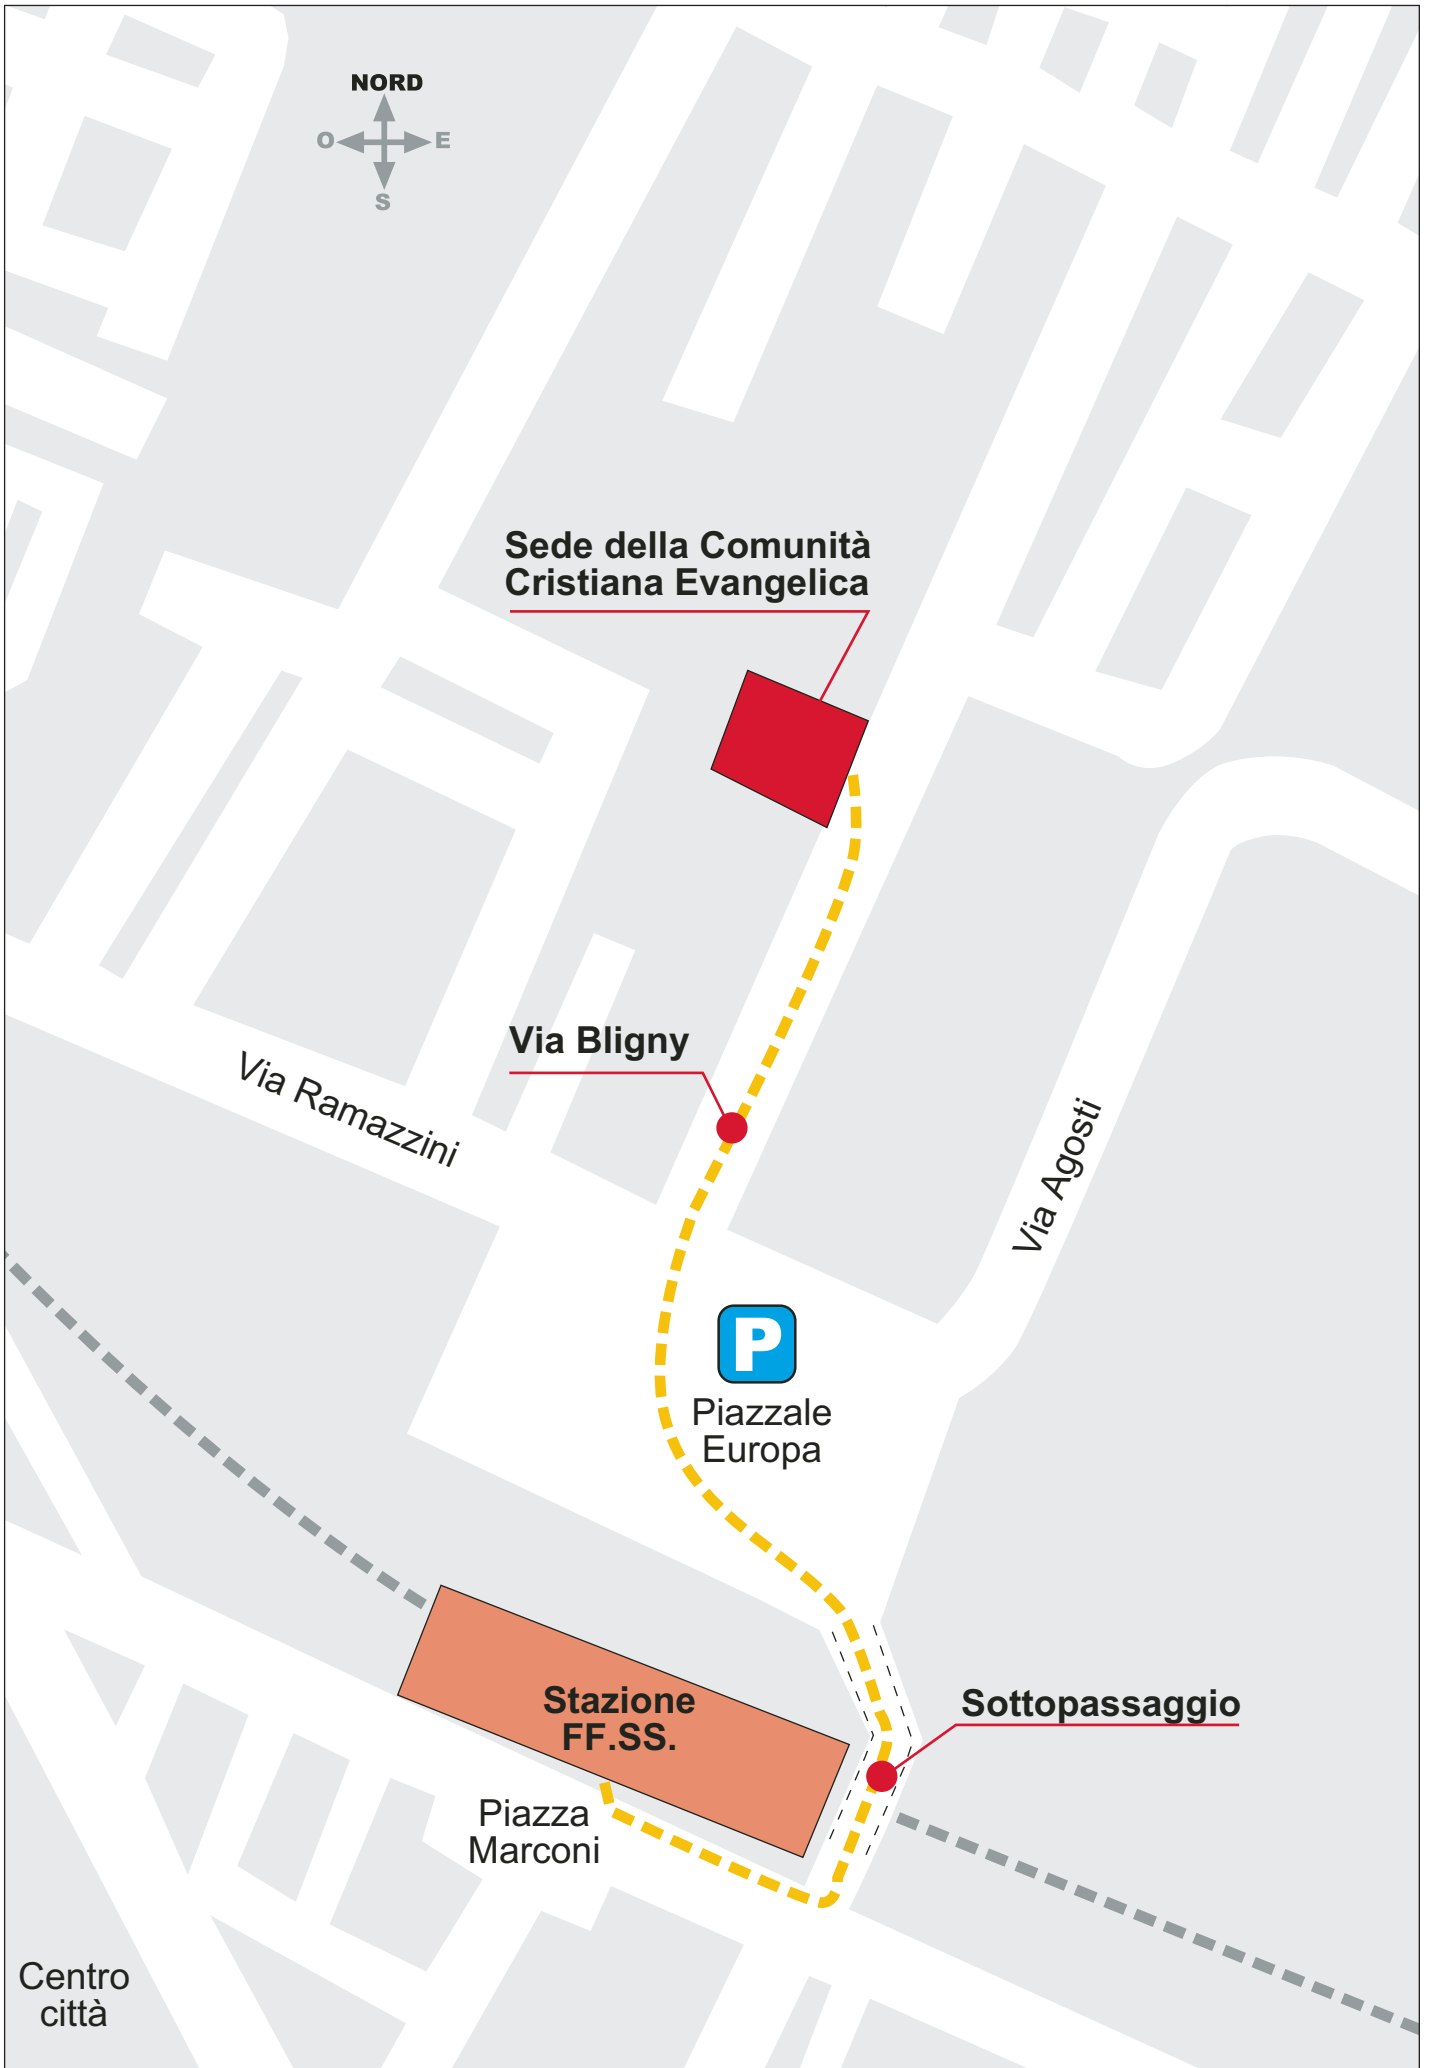 NORD
O
E
S
Sede della Comunità
Cristiana Evangelica
Via Bligny
Via Ramazzini
Via Agosti
P
Piazzale
Europa
Stazione
FF.SS.
Sottopassaggio
Piazza
Marconi
Centro
città